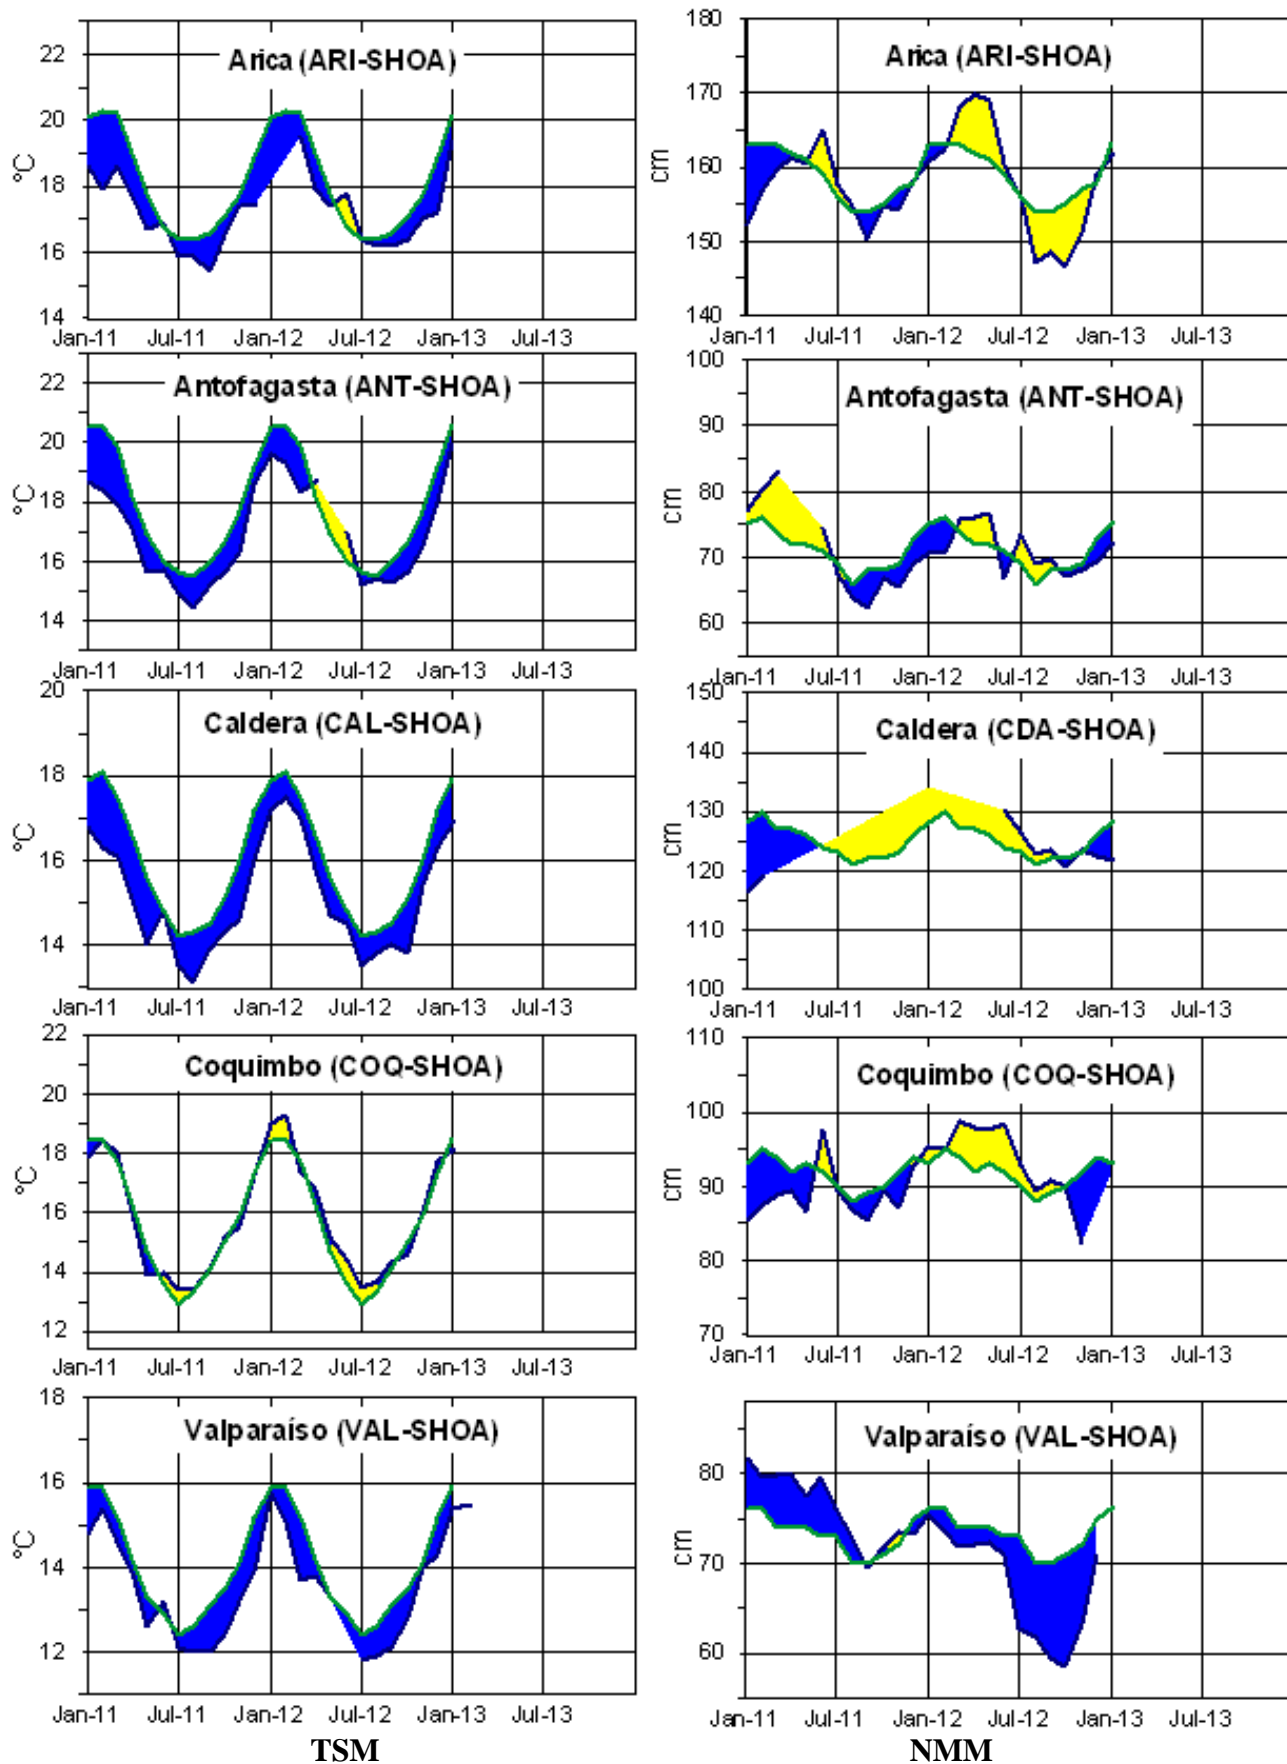 Arica (ARI-SHOA)
°C
22
20
18
16
14
Jan-11 Jul-11 Jan-12 Jul-12 Jan-13 Jul-13
Arica (ARI-SHOA)
cm
180
170
160
150
140
Jan-11 Jul-11 Jan-12 Jul-12 Jan-13 Jul-13
Antofagasta (ANT-SHOA)
°C
22
20
18
16
14
Jan-11 Jul-11 Jan-12 Jul-12 Jan-13 Jul-13
Antofagasta (ANT-SHOA)
cm
100
90
80
70
60
Jan-11 Jul-11 Jan-12 Jul-12 Jan-13 Jul-13
Caldera (CAL-SHOA)
°C
20
18
16
14
Jan-11 Jul-11 Jan-12 Jul-12 Jan-13 Jul-13
Caldera (CDA-SHOA)
cm
150
140
130
120
110
100
Jan-11 Jul-11 Jan-12 Jul-12 Jan-13 Jul-13
Coquimbo (COQ-SHOA)
°C
22
20
18
16
14
12
Jan-11 Jul-11 Jan-12 Jul-12 Jan-13 Jul-13
Coquimbo (COQ-SHOA)
cm
110
100
90
80
70
Jan-11 Jul-11 Jan-12 Jul-12 Jan-13 Jul-13
Valparaíso (VAL-SHOA)
°C
18
16
14
12
Jan-11 Jul-11 Jan-12 Jul-12 Jan-13 Jul-13
Valparaíso (VAL-SHOA)
cm
80
70
60
Jan-11 Jul-11 Jan-12 Jul-12 Jan-13 Jul-13
TSM
NMM